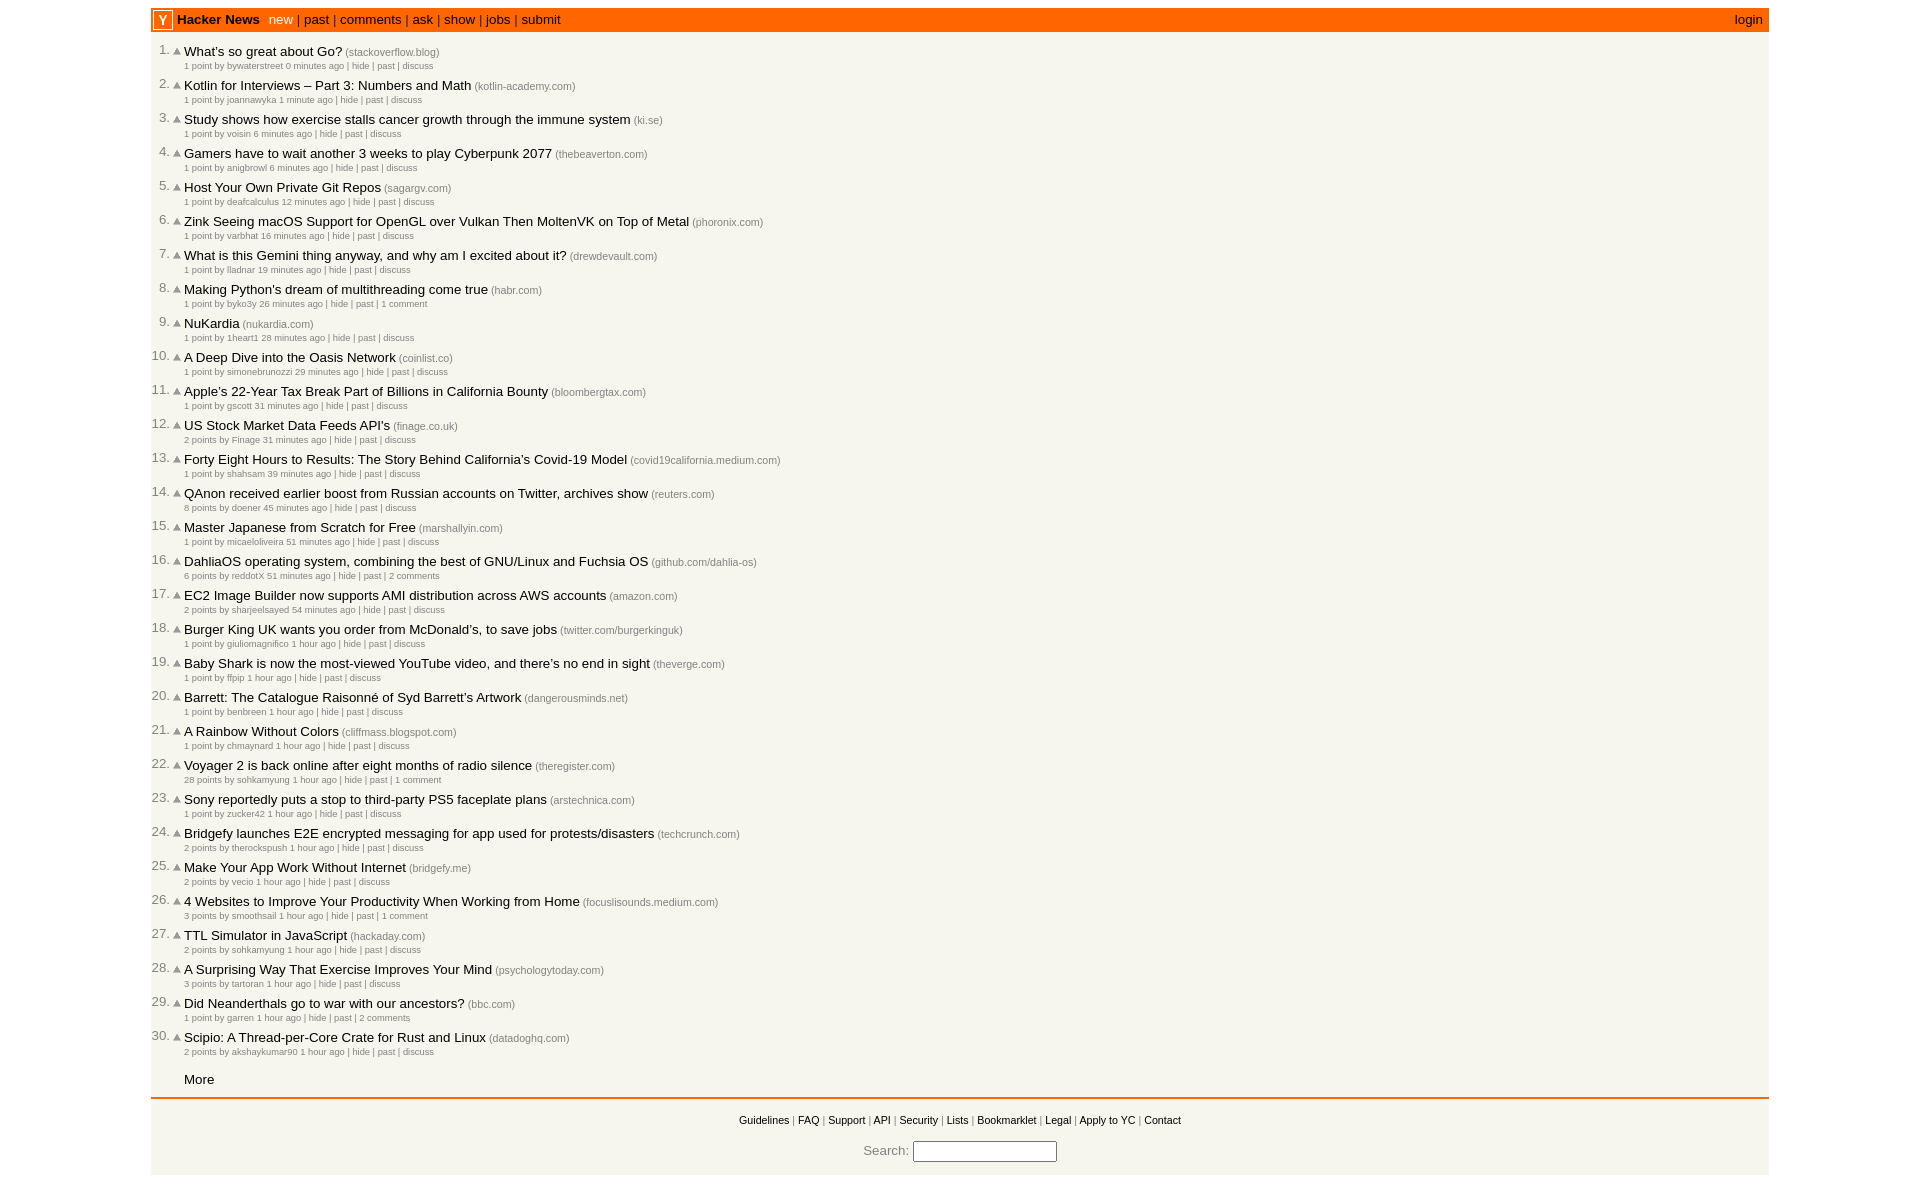 Y Hacker News new | past | comments | ask | show | jobs | submit login
1. What’s so great about Go? (stackoverflow.blog)
1 point by bywaterstreet 0 minutes ago | hide | past | discuss
2. Kotlin for Interviews – Part 3: Numbers and Math (kotlin-academy.com)
1 point by joannawyka 1 minute ago | hide | past | discuss
3. Study shows how exercise stalls cancer growth through the immune system (ki.se)
1 point by voisin 6 minutes ago | hide | past | discuss
4. Gamers have to wait another 3 weeks to play Cyberpunk 2077 (thebeaverton.com)
1 point by anigbrowl 6 minutes ago | hide | past | discuss
5. Host Your Own Private Git Repos (sagargv.com)
1 point by deafcalculus 12 minutes ago | hide | past | discuss
6. Zink Seeing macOS Support for OpenGL over Vulkan Then MoltenVK on Top of Metal (phoronix.com)
1 point by varbhat 16 minutes ago | hide | past | discuss
7. What is this Gemini thing anyway, and why am I excited about it? (drewdevault.com)
1 point by lladnar 19 minutes ago | hide | past | discuss
8. Making Python's dream of multithreading come true (habr.com)
1 point by byko3y 26 minutes ago | hide | past | 1 comment
9. NuKardia (nukardia.com)
1 point by 1heart1 28 minutes ago | hide | past | discuss
10. A Deep Dive into the Oasis Network (coinlist.co)
1 point by simonebrunozzi 29 minutes ago | hide | past | discuss
11. Apple’s 22-Year Tax Break Part of Billions in California Bounty (bloombergtax.com)
1 point by gscott 31 minutes ago | hide | past | discuss
12. US Stock Market Data Feeds API's (finage.co.uk)
2 points by Finage 31 minutes ago | hide | past | discuss
13. Forty Eight Hours to Results: The Story Behind California’s Covid-19 Model (covid19california.medium.com)
1 point by shahsam 39 minutes ago | hide | past | discuss
14. QAnon received earlier boost from Russian accounts on Twitter, archives show (reuters.com)
8 points by doener 45 minutes ago | hide | past | discuss
15. Master Japanese from Scratch for Free (marshallyin.com)
1 point by micaeloliveira 51 minutes ago | hide | past | discuss
16. DahliaOS operating system, combining the best of GNU/Linux and Fuchsia OS (github.com/dahlia-os)
6 points by reddotX 51 minutes ago | hide | past | 2 comments
17. EC2 Image Builder now supports AMI distribution across AWS accounts (amazon.com)
2 points by sharjeelsayed 54 minutes ago | hide | past | discuss
18. Burger King UK wants you order from McDonald’s, to save jobs (twitter.com/burgerkinguk)
1 point by giuliomagnifico 1 hour ago | hide | past | discuss
19. Baby Shark is now the most-viewed YouTube video, and there’s no end in sight (theverge.com)
1 point by ffpip 1 hour ago | hide | past | discuss
20. Barrett: The Catalogue Raisonné of Syd Barrett’s Artwork (dangerousminds.net)
1 point by benbreen 1 hour ago | hide | past | discuss
21. A Rainbow Without Colors (cliffmass.blogspot.com)
1 point by chmaynard 1 hour ago | hide | past | discuss
22. Voyager 2 is back online after eight months of radio silence (theregister.com)
28 points by sohkamyung 1 hour ago | hide | past | 1 comment
23. Sony reportedly puts a stop to third-party PS5 faceplate plans (arstechnica.com)
1 point by zucker42 1 hour ago | hide | past | discuss
24. Bridgefy launches E2E encrypted messaging for app used for protests/disasters (techcrunch.com)
2 points by therockspush 1 hour ago | hide | past | discuss
25. Make Your App Work Without Internet (bridgefy.me)
2 points by vecio 1 hour ago | hide | past | discuss
26. 4 Websites to Improve Your Productivity When Working from Home (focuslisounds.medium.com)
3 points by smoothsail 1 hour ago | hide | past | 1 comment
27. TTL Simulator in JavaScript (hackaday.com)
2 points by sohkamyung 1 hour ago | hide | past | discuss
28. A Surprising Way That Exercise Improves Your Mind (psychologytoday.com)
3 points by tartoran 1 hour ago | hide | past | discuss
29. Did Neanderthals go to war with our ancestors? (bbc.com)
1 point by garren 1 hour ago | hide | past | 2 comments
30. Scipio: A Thread-per-Core Crate for Rust and Linux (datadoghq.com)
2 points by akshaykumar90 1 hour ago | hide | past | discuss
More
Guidelines | FAQ | Support | API | Security | Lists | Bookmarklet | Legal | Apply to YC | Contact
Search: